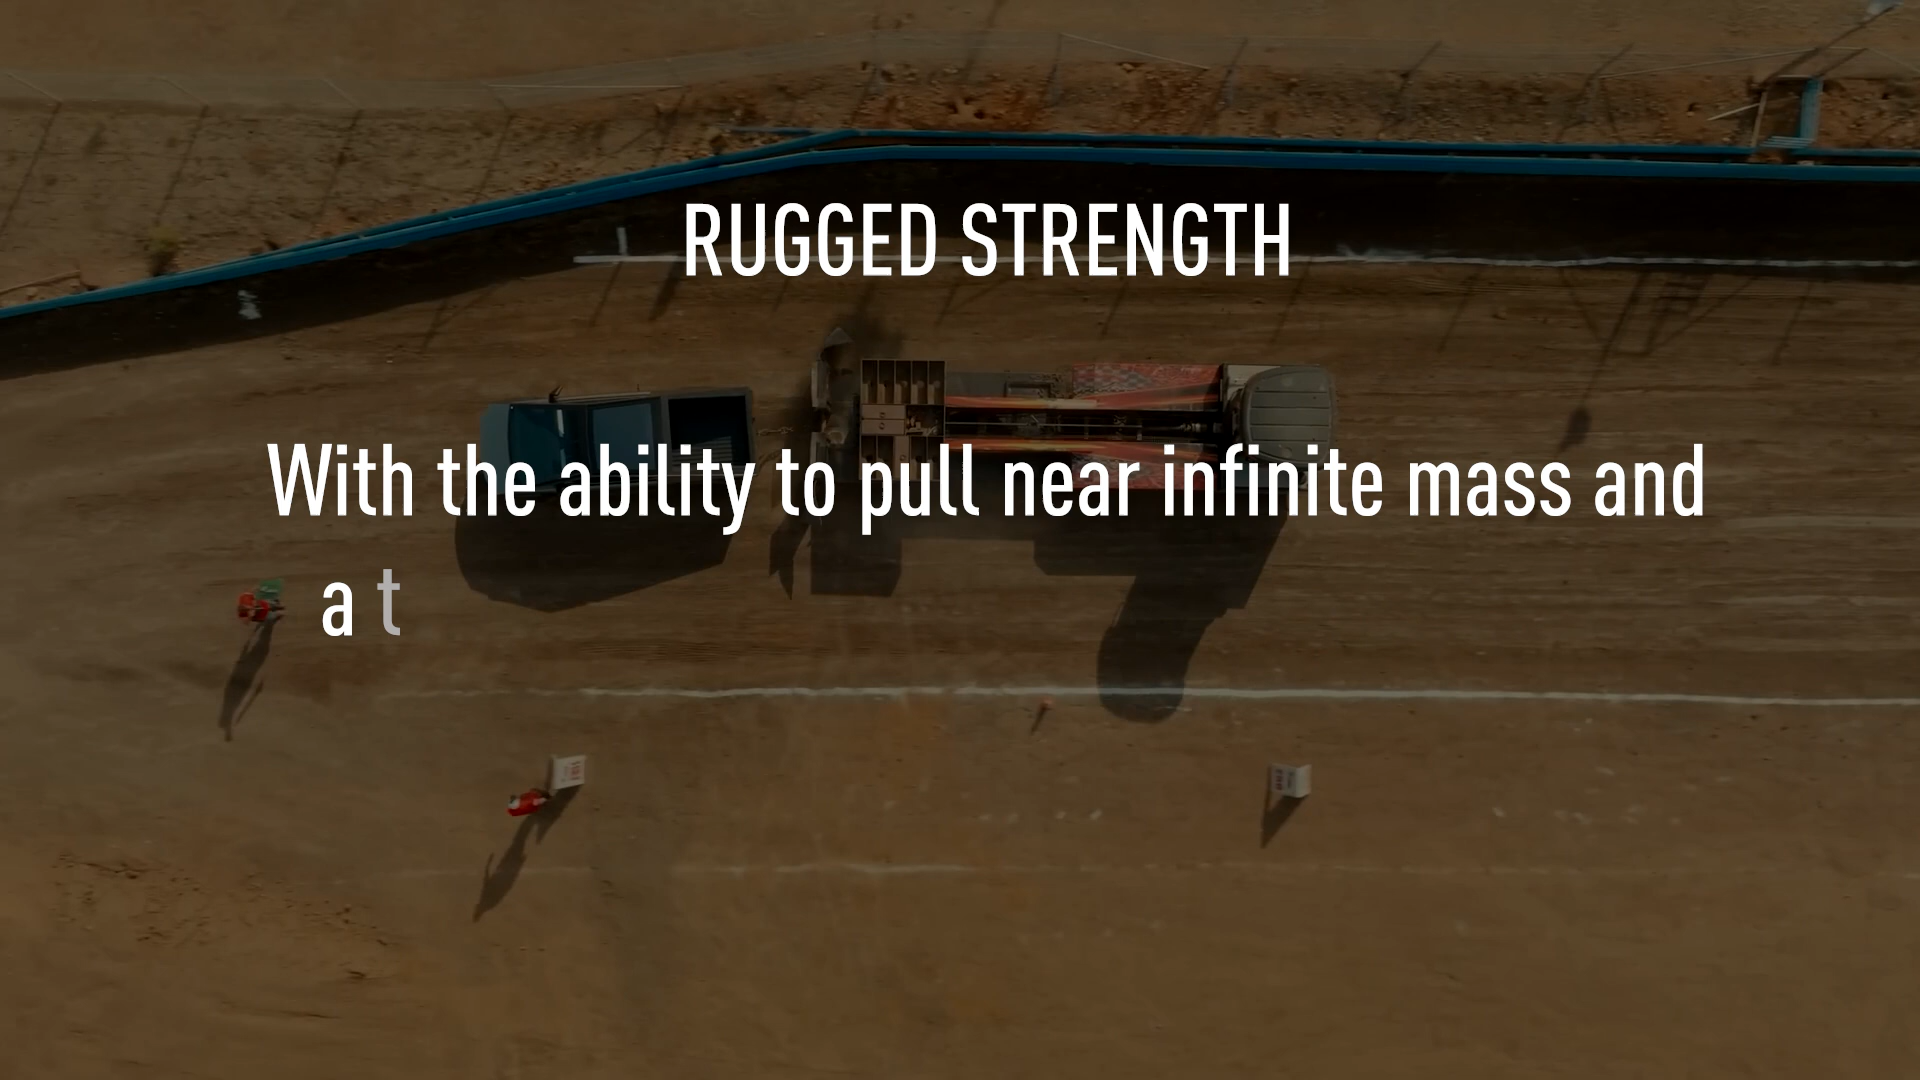 RUGGED STRENGTH
With the ability to pull near infinite mass and
a t